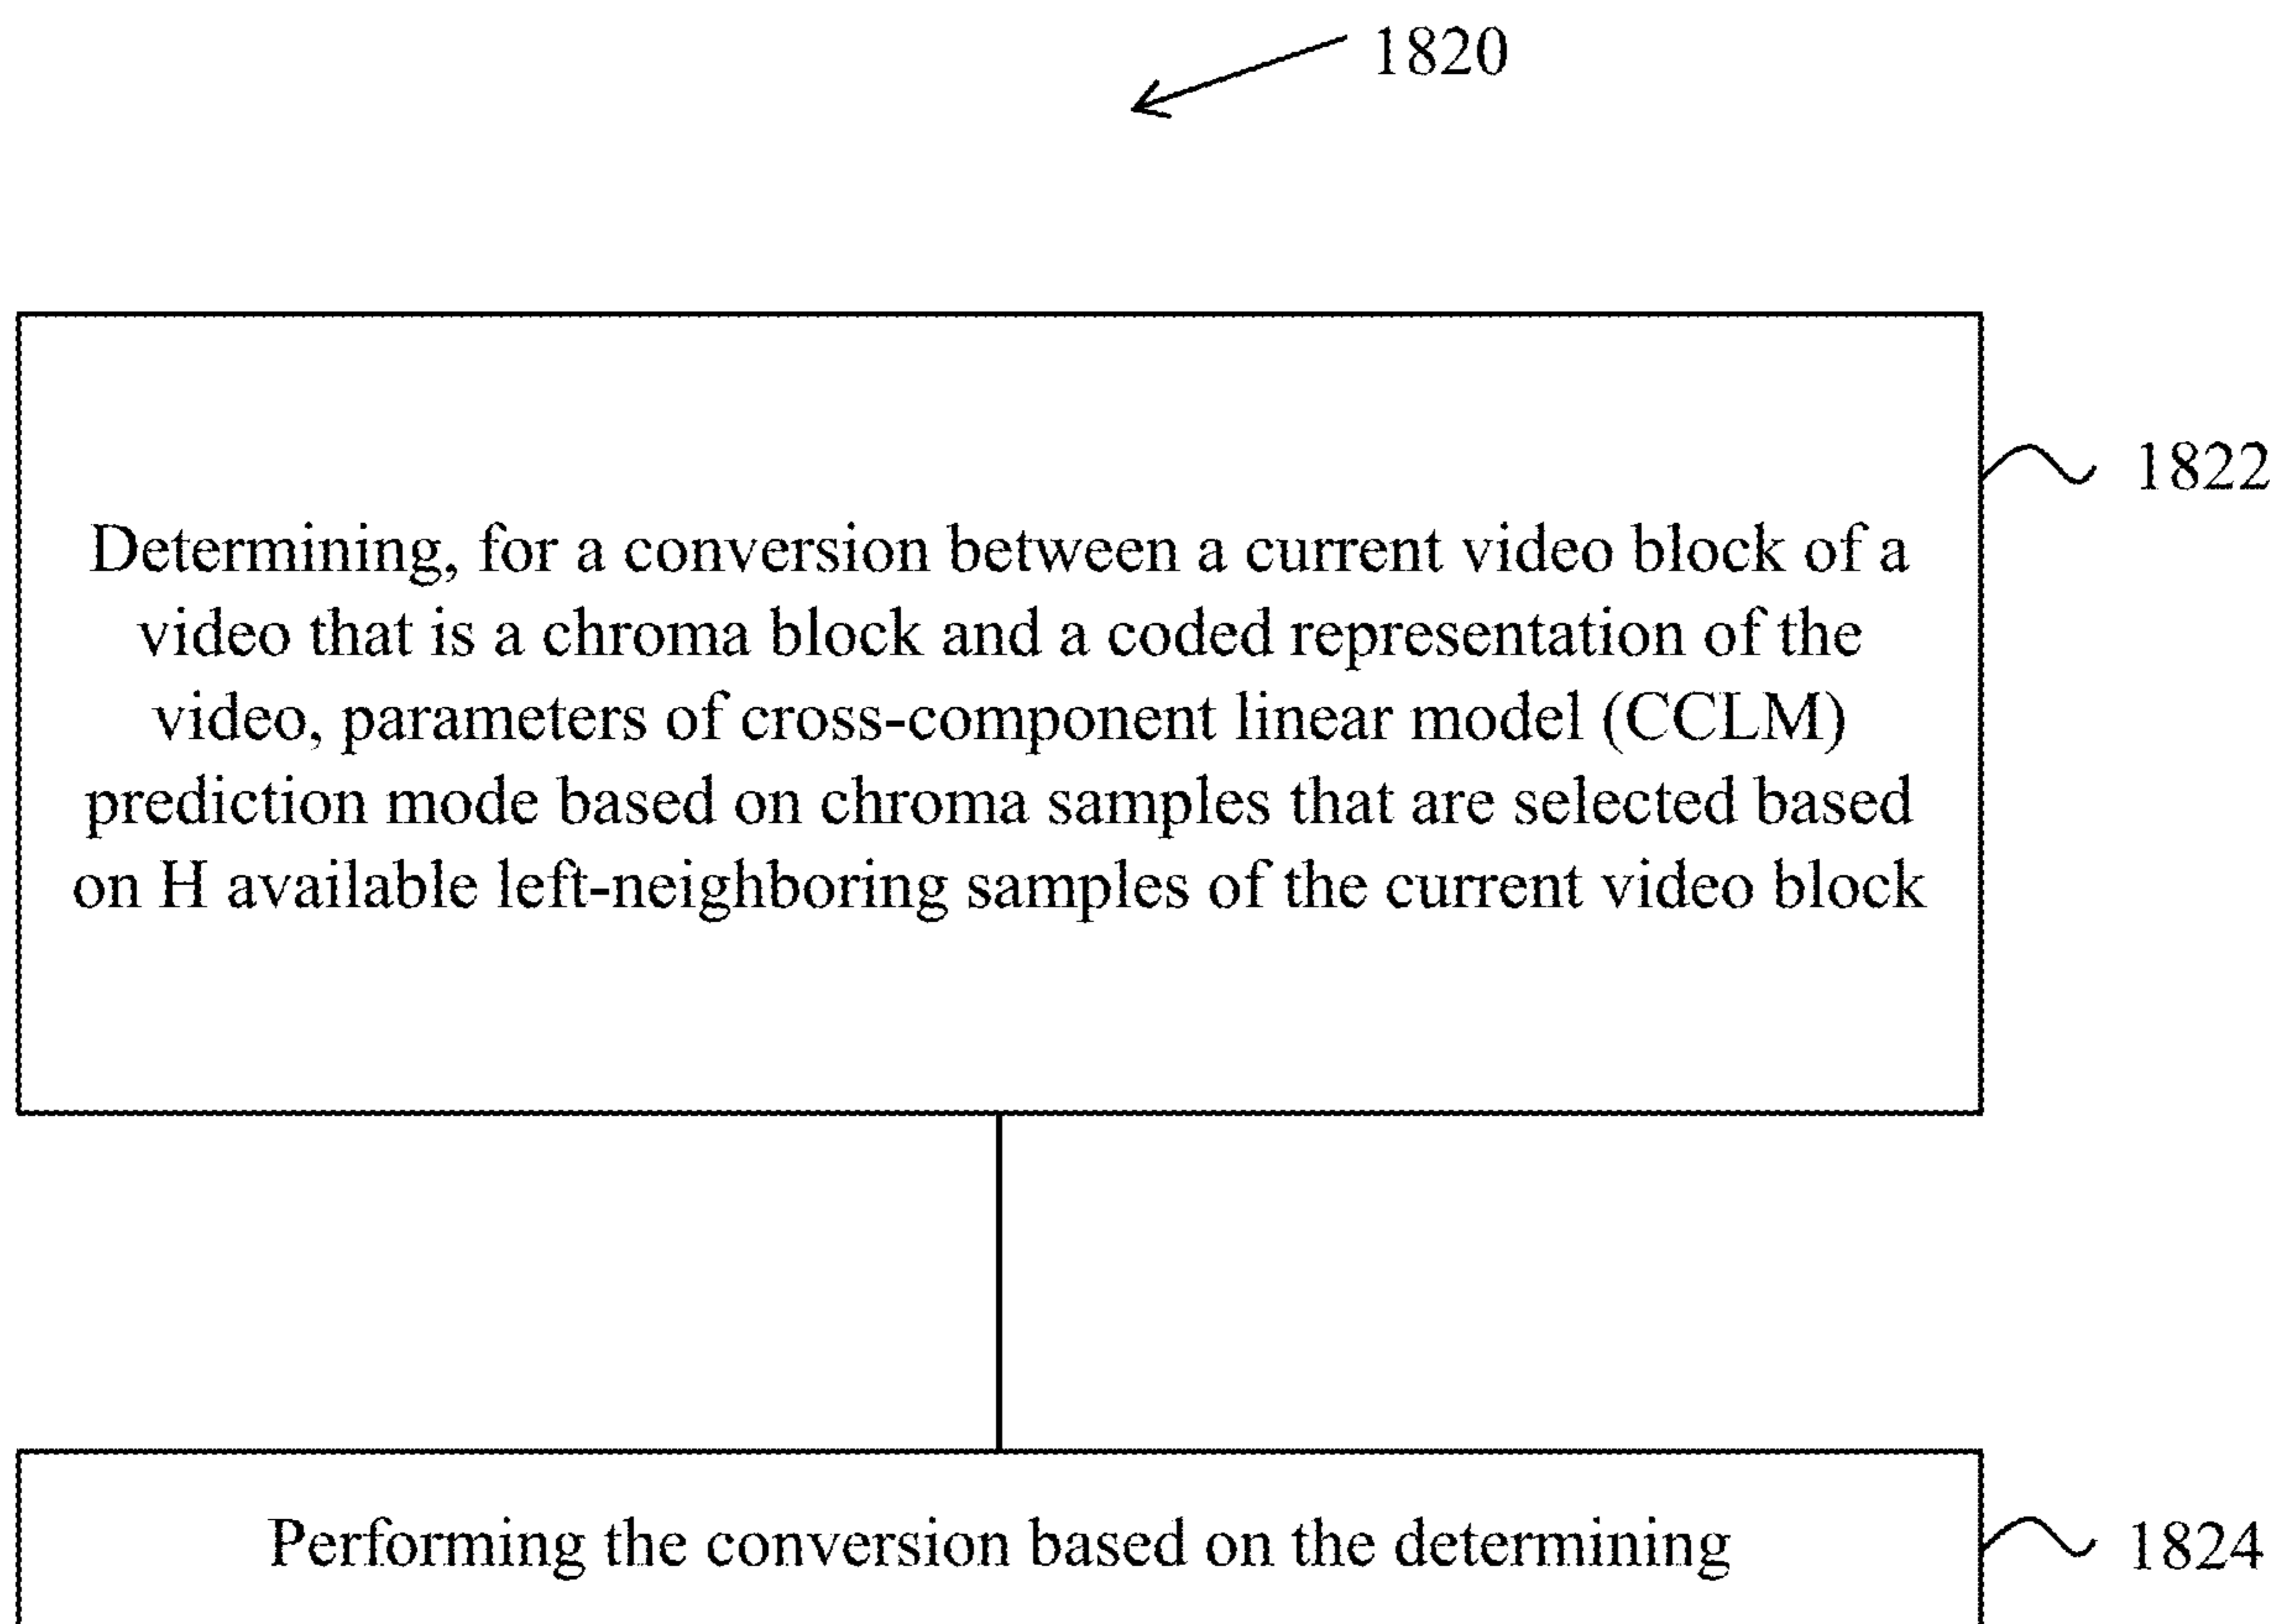 1820
Determining, for a conversion between a current video block of a
video that is a chroma block and a coded representation of the
video, parameters of cross-component linear model (CCLM)
prediction mode based on chroma samples that are selected based
on H available left-neighboring samples of the current video block
1822
Performing the conversion based on the determining
1824